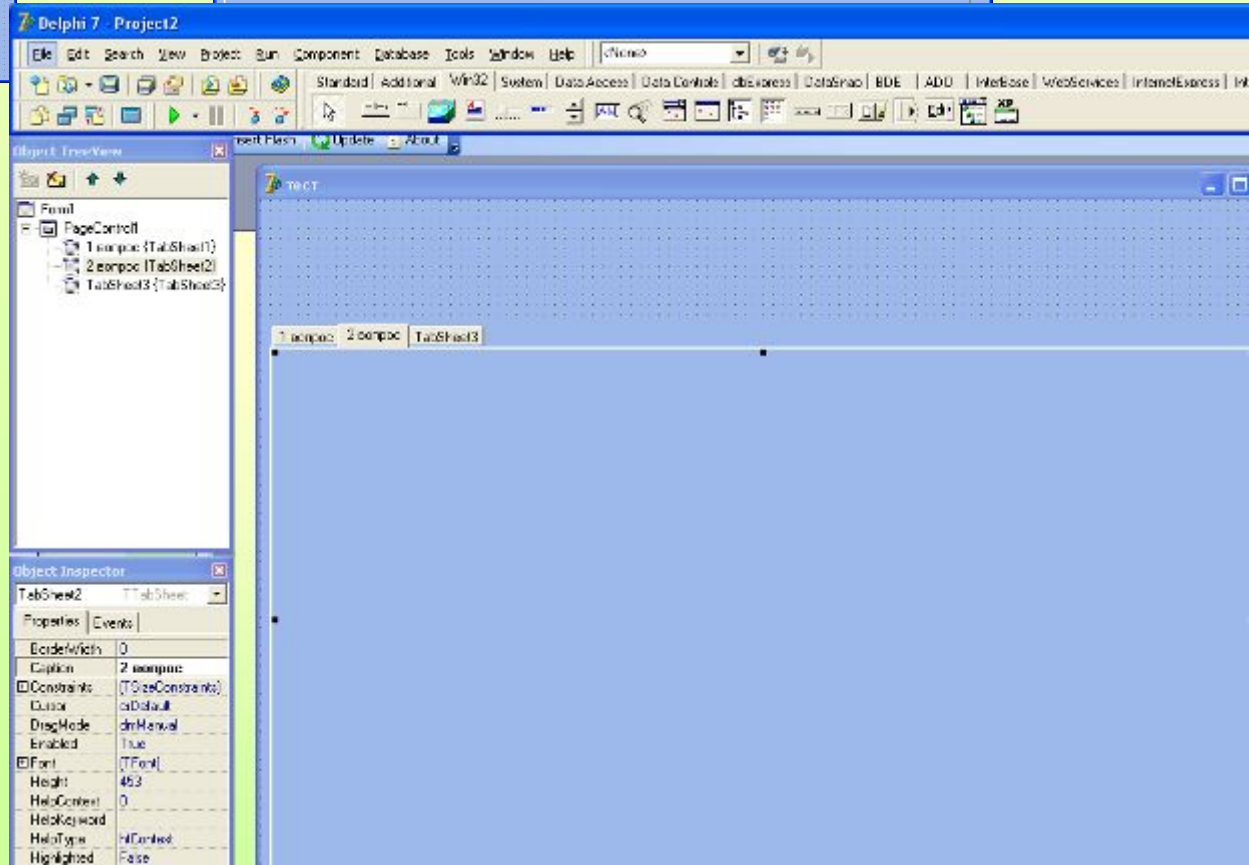 Delphi 7 - Project2
File Edit Search View Project Run Component Database Tools Window Help <None>
Standard Additional Win32 System Data Access Data Controls dbExpress DataSnap BDE ADO InterBase WebServices InternetExpress Int
nsert Flash Update About
Object TreeView
тест
Form1
PageControl1
1 вопрос {TabSheet1}
2 вопрос {TabSheet2}
TabSheet3 {TabSheet3}
1 вопрос 2 вопрос TabSheet3
Object Inspector
TabSheet2 TTabSheet
Properties Events
BorderWidth 0
Caption 2 вопрос
Constraints (TSizeConstraints)
Cursor crDefault
DragMode dmManual
Enabled True
Font (TFont)
Height 453
HelpContext 0
HelpKeyword
HelpType htContext
Highlighted False